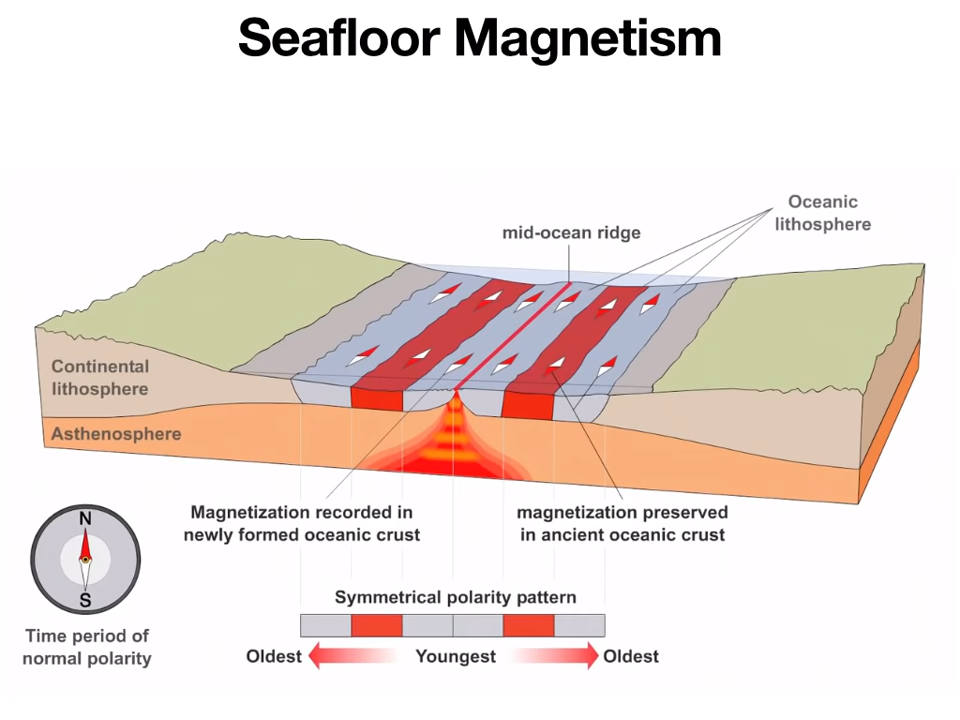 Seafloor Magnetism
Oceanic
lithosphere
mid-ocean ridge
Continental
lithosphere
Asthenosphere
Magnetization recorded in
newly formed oceanic crust
magnetization preserved
in ancient oceanic crust
N
S
Time period of
normal polarity
Symmetrical polarity pattern
Oldest Youngest Oldest